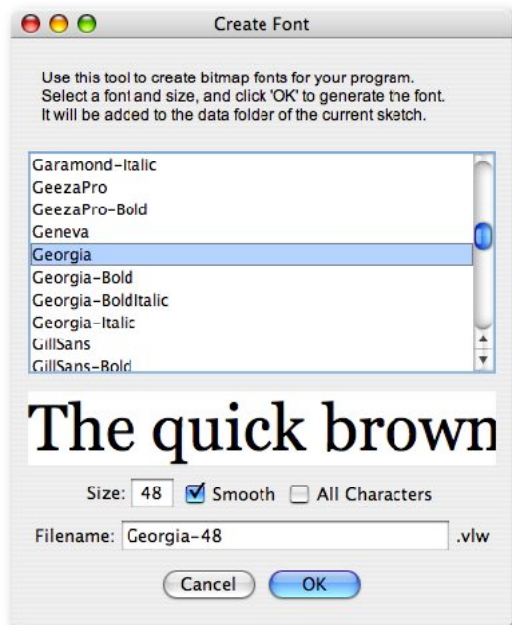 Create Font
Use this tool to create bitmap fonts for your program.
Select a font and size, and click 'OK' to generate the font.
It will be added to the data folder of the current sketch.
Garamond-Italic
GeezaPro
GeezaPro-Bold
Geneva
Georgia
Georgia-Bold
Georgia-BoldItalic
Georgia-Italic
GillSans
GillSans-Bold
The quick brown
Size: 48 Smooth All Characters
Filename: Georgia-48 .vlw
Cancel OK